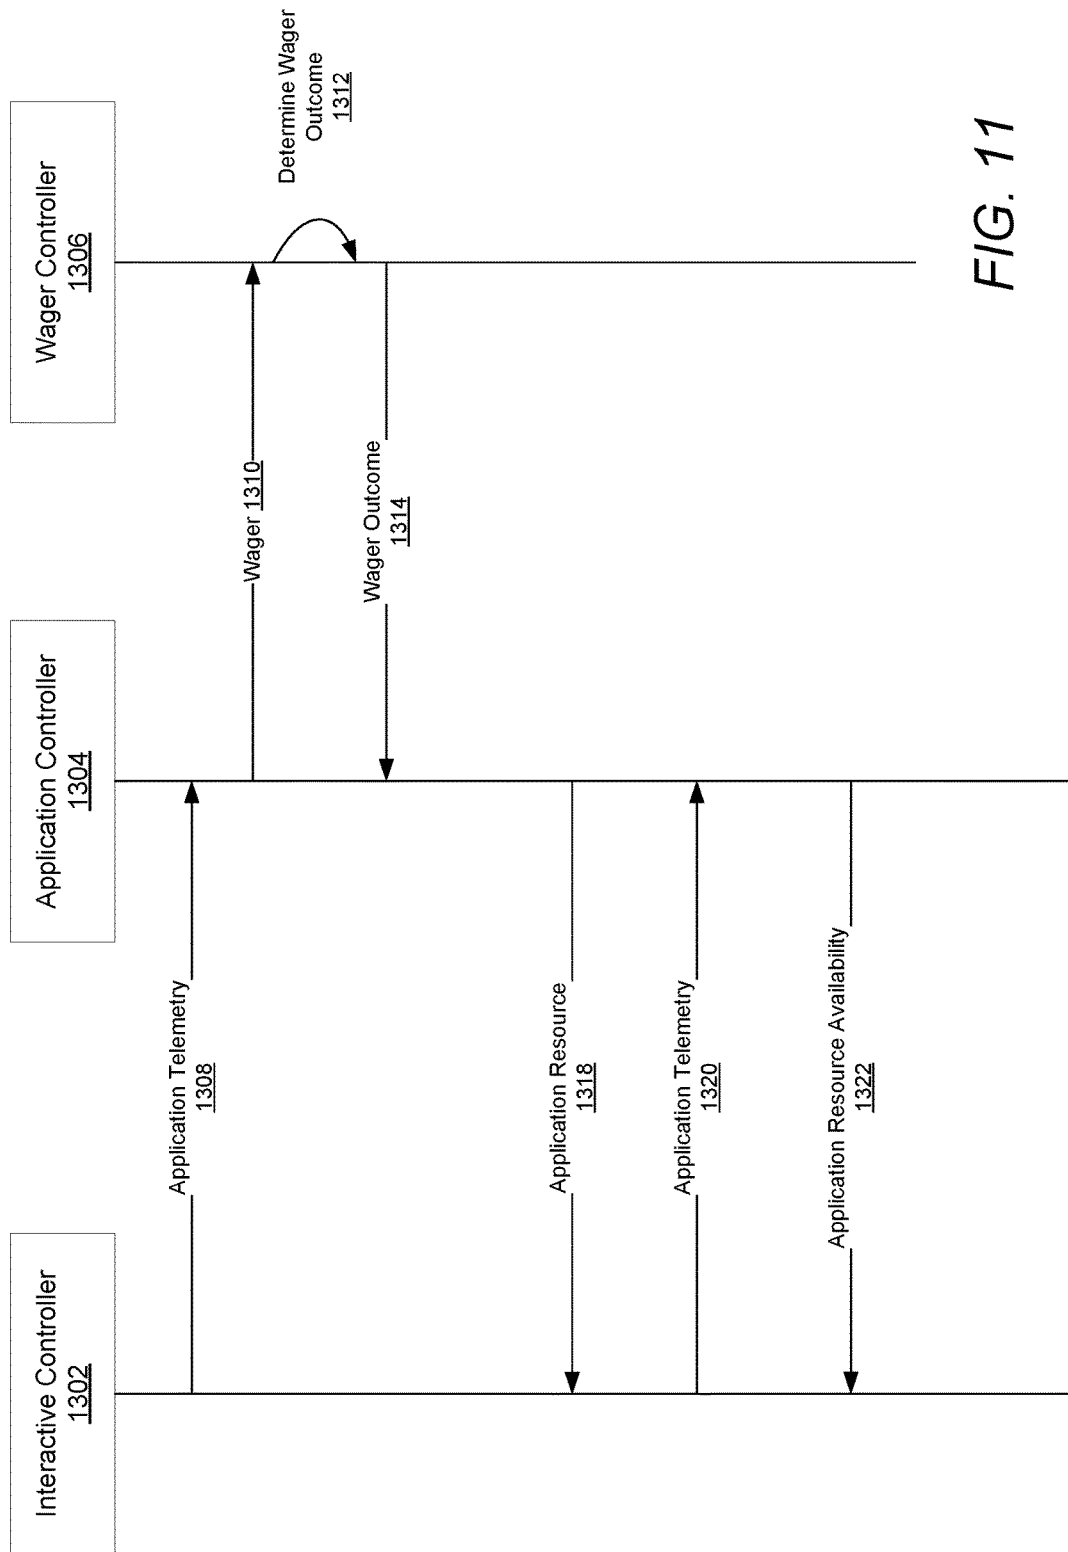 Interactive Controller
1302
Application Controller
1304
Wager Controller
1306
Application Telemetry
1308
Wager 1310
Determine Wager
Outcome
1312
Wager Outcome
1314
Application Resource
1318
Application Telemetry
1320
Application Resource Availability
1322
FIG. 11